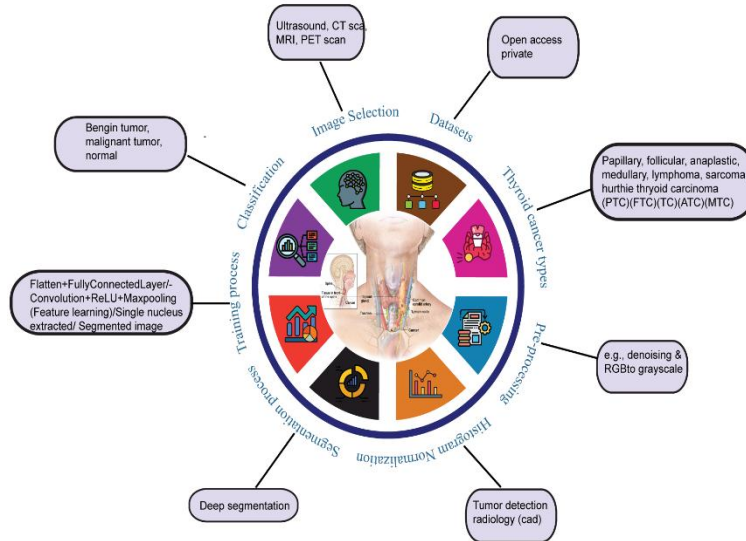 Ultrasound, CT sca,
MRI, PET scan
Open access
private
Image Selection
Datasets
Bengin tumor,
malignant tumor,
normal
Classification
Thyroid cancer types
Papillary, follicular, anaplastic,
medullary, lymphoma, sarcoma
hurthie thryoid carcinoma
(PTC)(FTC)(TC)(ATC)(MTC)
Flatten+FullyConnectedLayer/-
Convolution+ReLU+Maxpooling
(Feature learning)/Single nucleus
extracted/ Segmented image
Training process
Pre-processing
e.g., denoising &
RGBto grayscale
Segmentation process
Histogram Normalization
Deep segmentation
Tumor detection
radiology (cad)